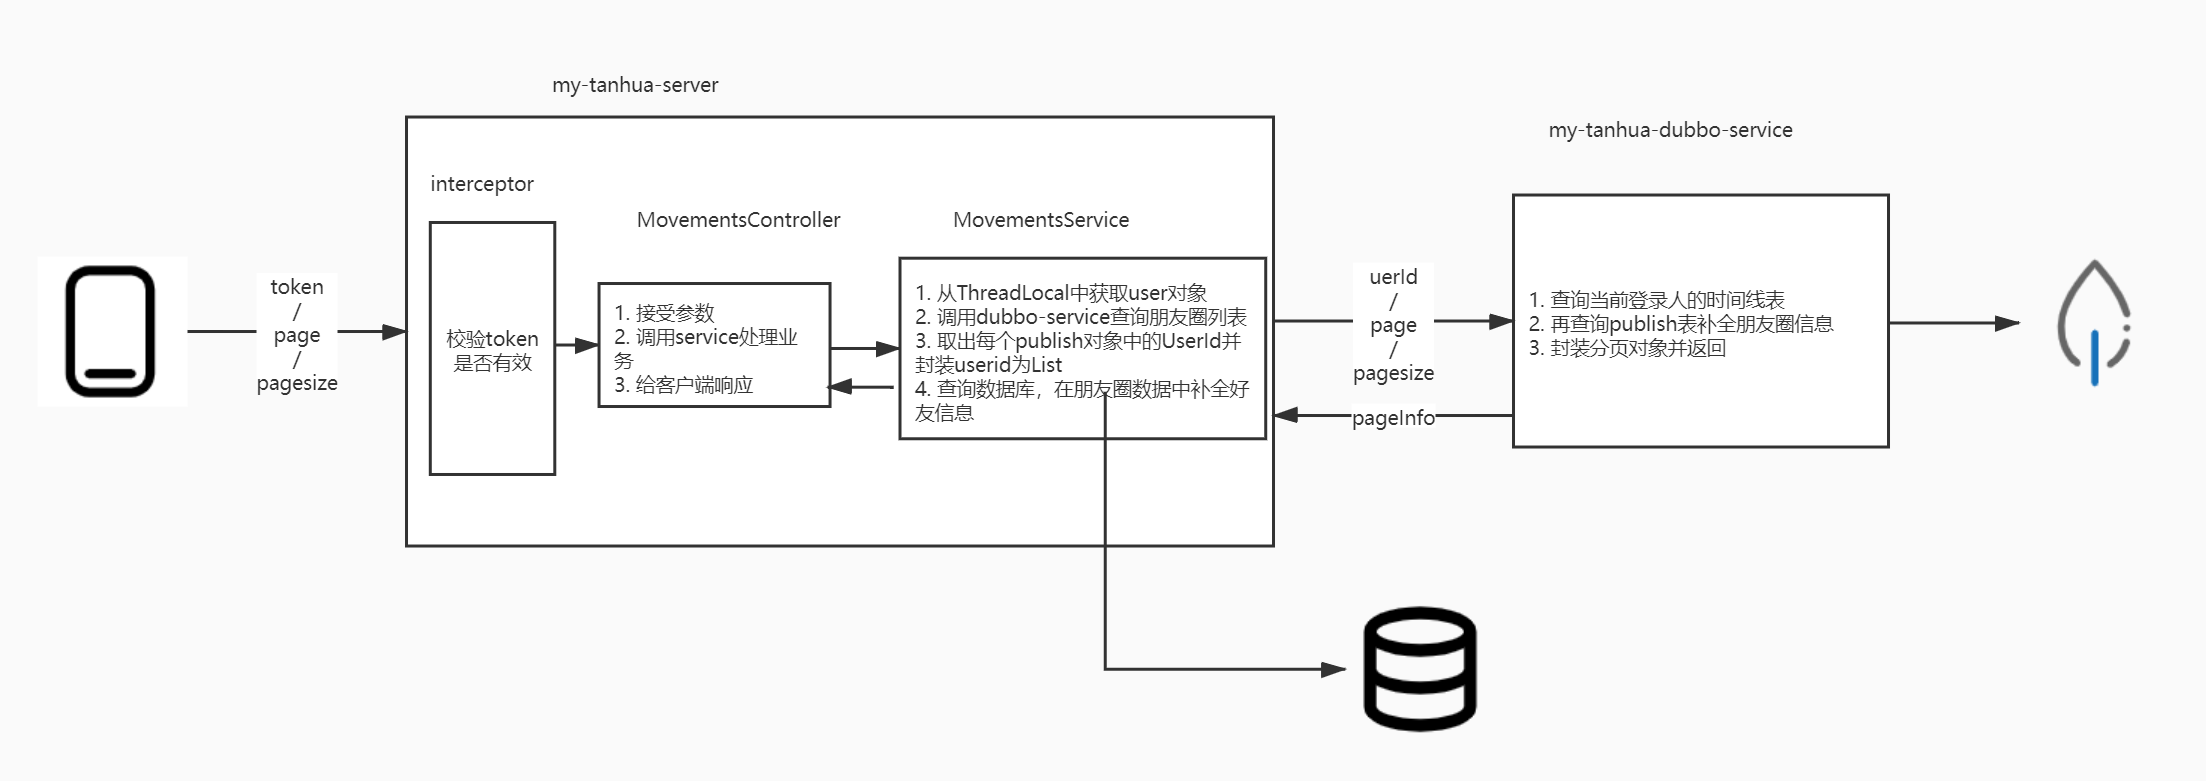 my-tanhua-server
my-tanhua-dubbo-service
interceptor
MovementsController
MovementsService
token
/
page
/
pagesize
校验token
是否有效
1. 接受参数
2. 调用service处理业
务
3. 给客户端响应
1. 从ThreadLocal中获取user对象
2. 调用dubbo-service查询朋友圈列表
3. 取出每个publish对象中的UserId并
封装userid为List
4. 查询数据库，在朋友圈数据中补全好
友信息
uerId
/
page
/
pagesize
pageInfo
1. 查询当前登录人的时间线表
2. 再查询publish表补全朋友圈信息
3. 封装分页对象并返回